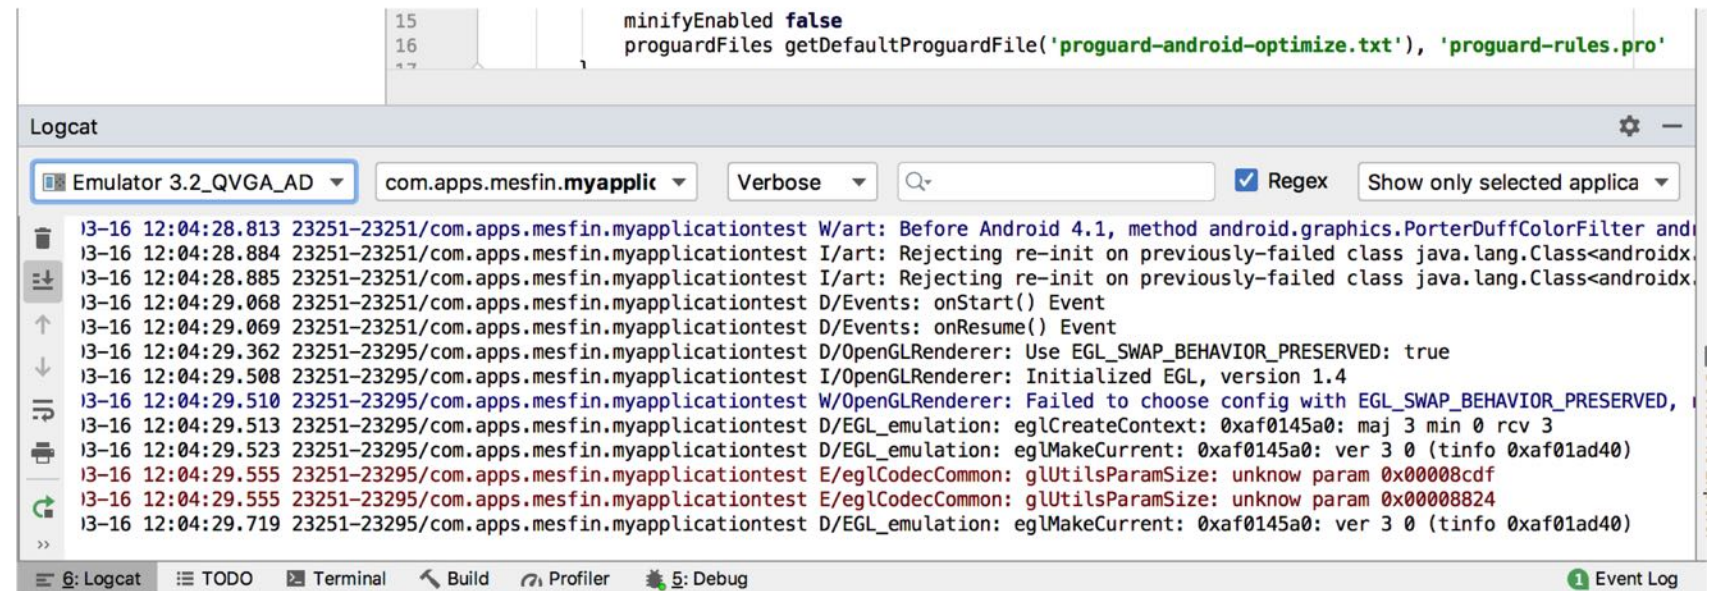 15 minifyEnabled false
16 proguardFiles getDefaultProguardFile('proguard-android-optimize.txt'), 'proguard-rules.pro'
17 }
Logcat
Emulator 3.2_QVGA_AD com.apps.mesfin.myapplic Verbose Regex Show only selected applica
03-16 12:04:28.813 23251-23251/com.apps.mesfin.myapplicationtest W/art: Before Android 4.1, method android.graphics.PorterDuffColorFilter and
03-16 12:04:28.884 23251-23251/com.apps.mesfin.myapplicationtest I/art: Rejecting re-init on previously-failed class java.lang.Class<androidx.
03-16 12:04:28.885 23251-23251/com.apps.mesfin.myapplicationtest I/art: Rejecting re-init on previously-failed class java.lang.Class<androidx.
03-16 12:04:29.068 23251-23251/com.apps.mesfin.myapplicationtest D/Events: onStart() Event
03-16 12:04:29.069 23251-23251/com.apps.mesfin.myapplicationtest D/Events: onResume() Event
03-16 12:04:29.362 23251-23295/com.apps.mesfin.myapplicationtest D/OpenGLRenderer: Use EGL_SWAP_BEHAVIOR_PRESERVED: true
03-16 12:04:29.508 23251-23295/com.apps.mesfin.myapplicationtest I/OpenGLRenderer: Initialized EGL, version 1.4
03-16 12:04:29.510 23251-23295/com.apps.mesfin.myapplicationtest W/OpenGLRenderer: Failed to choose config with EGL_SWAP_BEHAVIOR_PRESERVED,
03-16 12:04:29.513 23251-23295/com.apps.mesfin.myapplicationtest D/EGL_emulation: eglCreateContext: 0xaf0145a0: maj 3 min 0 rcv 3
03-16 12:04:29.523 23251-23295/com.apps.mesfin.myapplicationtest D/EGL_emulation: eglMakeCurrent: 0xaf0145a0: ver 3 0 (tinfo 0xaf01ad40)
03-16 12:04:29.555 23251-23295/com.apps.mesfin.myapplicationtest E/eglCodecCommon: glUtilsParamSize: unknow param 0x00008cdf
03-16 12:04:29.555 23251-23295/com.apps.mesfin.myapplicationtest E/eglCodecCommon: glUtilsParamSize: unknow param 0x00008824
03-16 12:04:29.719 23251-23295/com.apps.mesfin.myapplicationtest D/EGL_emulation: eglMakeCurrent: 0xaf0145a0: ver 3 0 (tinfo 0xaf01ad40)
6: Logcat TODO Terminal Build Profiler 5: Debug 1 Event Log